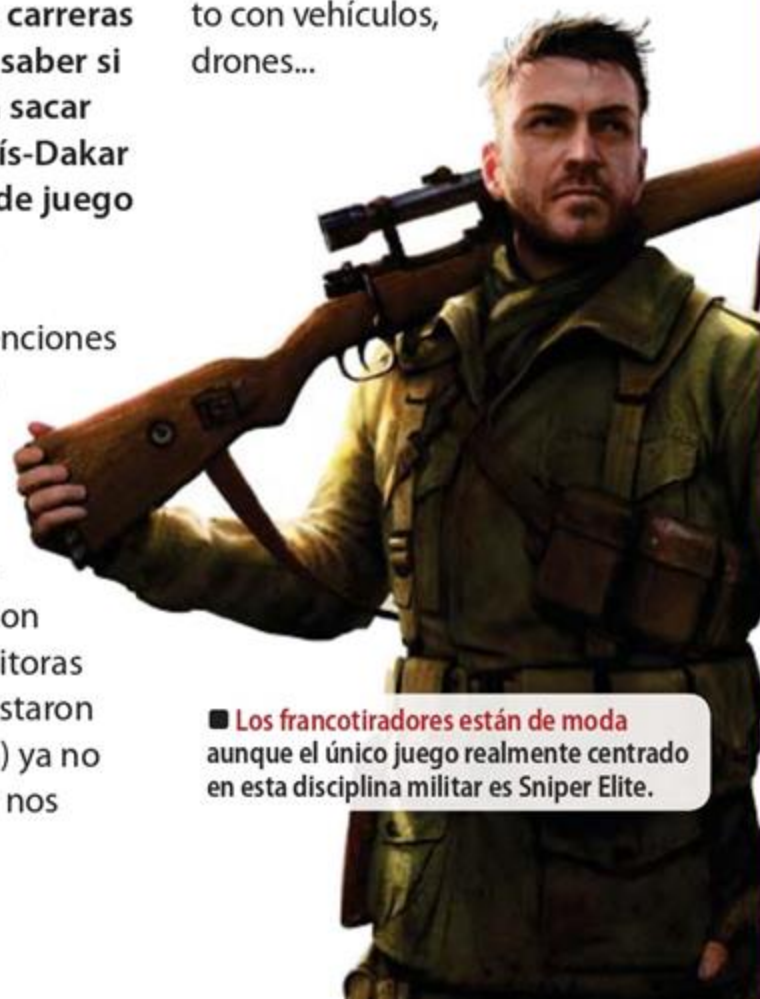 carreras
saber si
sacar
ís-Dakar
de juego
nciones
on
itoras
staron
) ya no
nos
to con vehículos,
drones...
■ Los francotiradores están de moda
aunque el único juego realmente centrado
en esta disciplina militar es Sniper Elite.